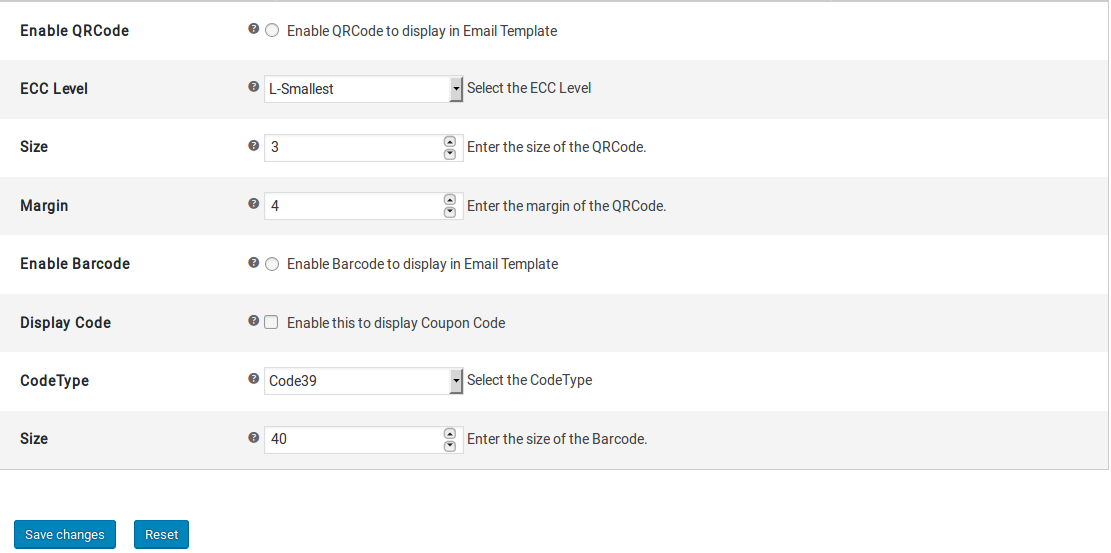 Enable QRCode Enable QRCode to display in Email Template
ECC Level L-Smallest Select the ECC Level
Size 3 Enter the size of the QRCode.
Margin 4 Enter the margin of the QRCode.
Enable Barcode Enable Barcode to display in Email Template
Display Code Enable this to display Coupon Code
CodeType Code39 Select the CodeType
Size 40 Enter the size of the Barcode.
Save changes Reset